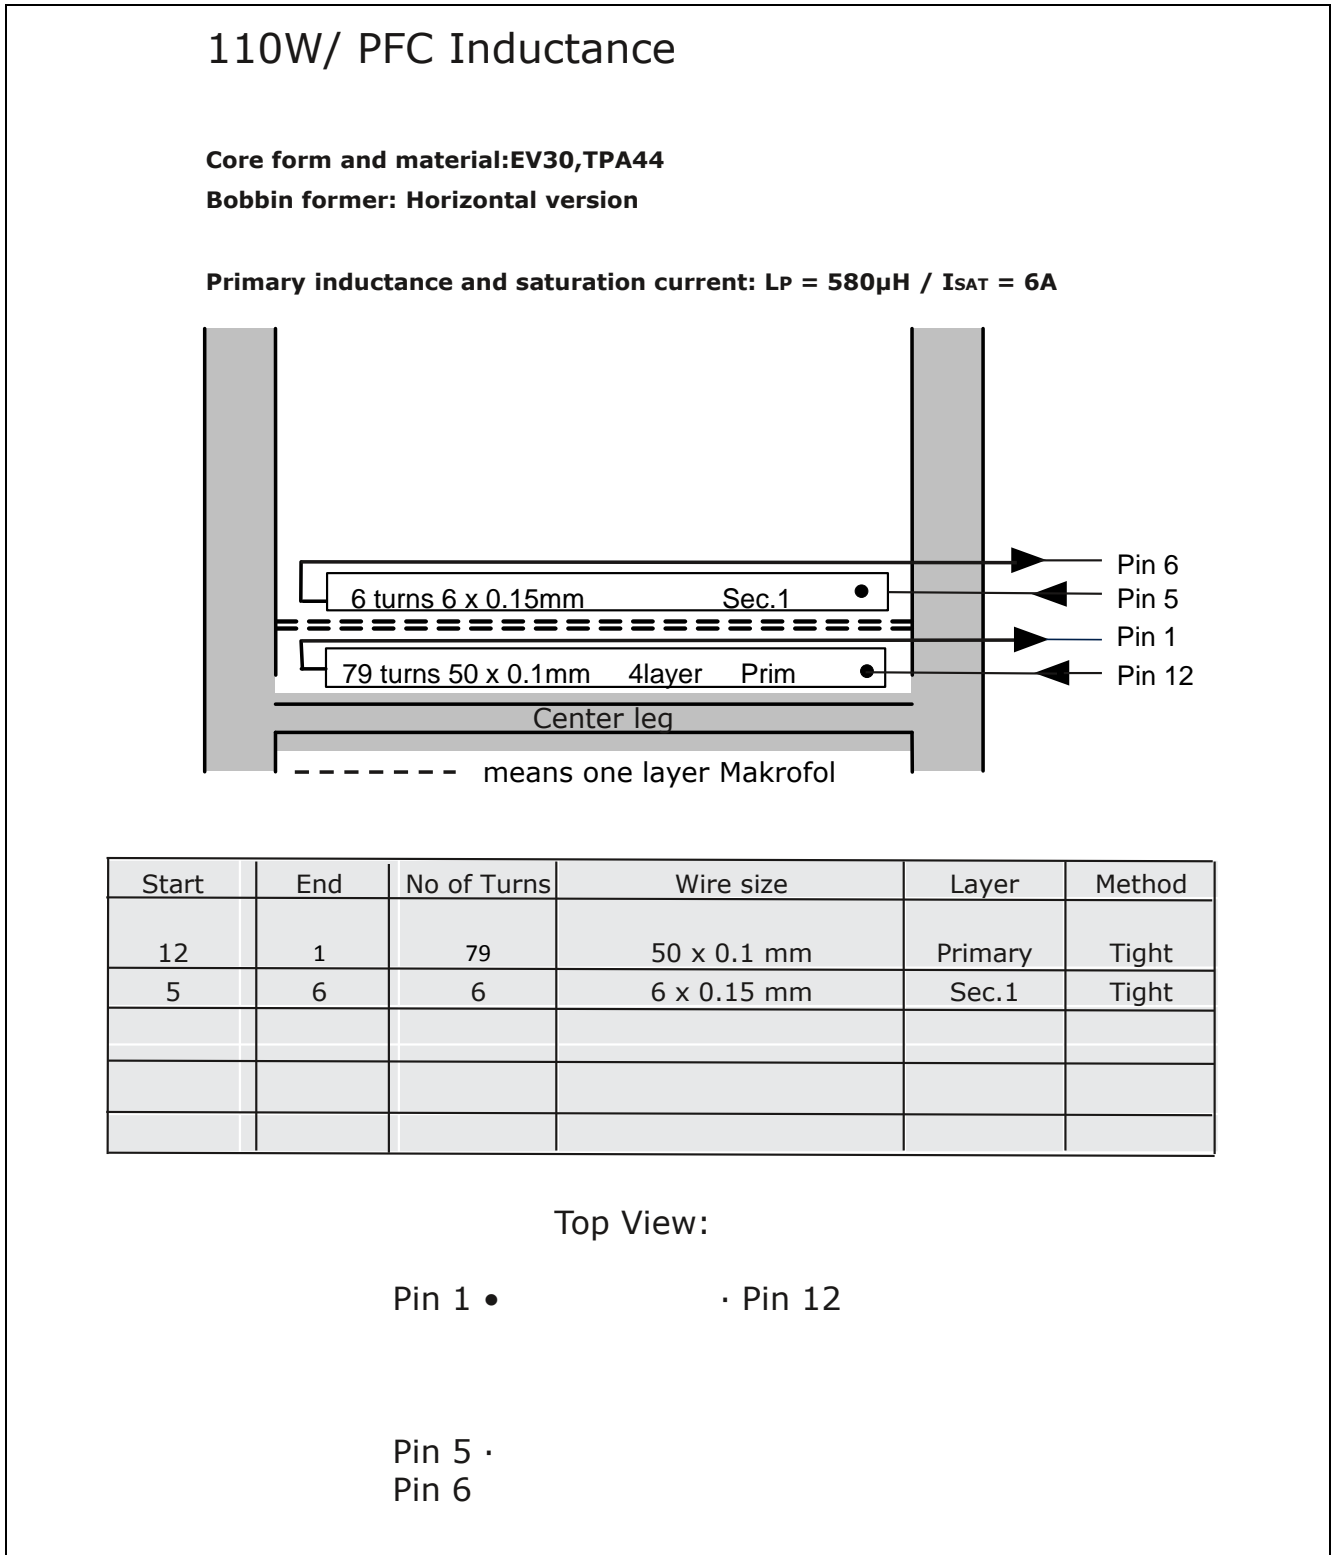 110W/ PFC Inductance
Core form and material:EV30,TPA44
Bobbin former: Horizontal version
Primary inductance and saturation current: LP = 580µH / ISAT = 6A
Pin 6
6 turns 6 x 0.15mm Sec.1 Pin 5
Pin 1
79 turns 50 x 0.1mm 4layer Prim Pin 12
Center leg
means one layer Makrofol
Start End No of Turns Wire size Layer Method
12 1 79 50 x 0.1 mm Primary Tight
5 6 6 6 x 0.15 mm Sec.1 Tight
Top View:
Pin 1 • · Pin 12
Pin 5 ·
Pin 6